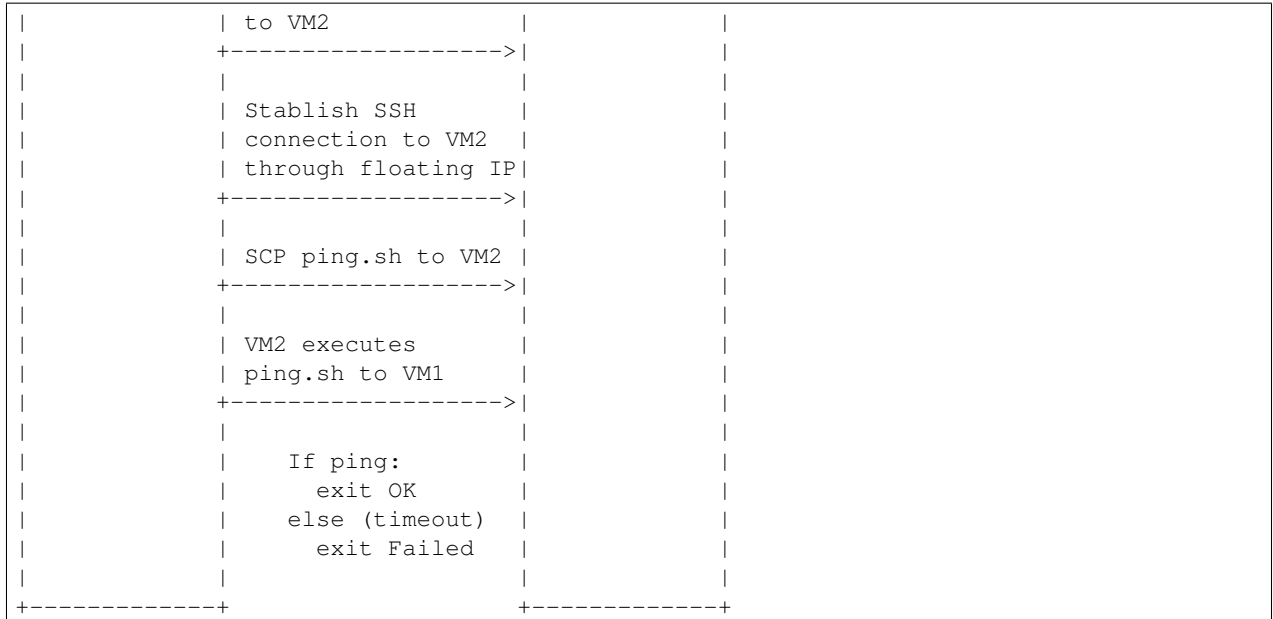 |             | to VM2             |             |
|             +------------------->|             |
|             |                    |             |
|             | Stablish SSH       |             |
|             | connection to VM2  |             |
|             | through floating IP|             |
|             +------------------->|             |
|             |                    |             |
|             | SCP ping.sh to VM2 |             |
|             +------------------->|             |
|             |                    |             |
|             | VM2 executes       |             |
|             | ping.sh to VM1     |             |
|             +------------------->|             |
|             |                    |             |
|             |    If ping:        |             |
|             |      exit OK       |             |
|             |    else (timeout)  |             |
|             |      exit Failed   |             |
|             |                    |             |
+-------------+                    +-------------+